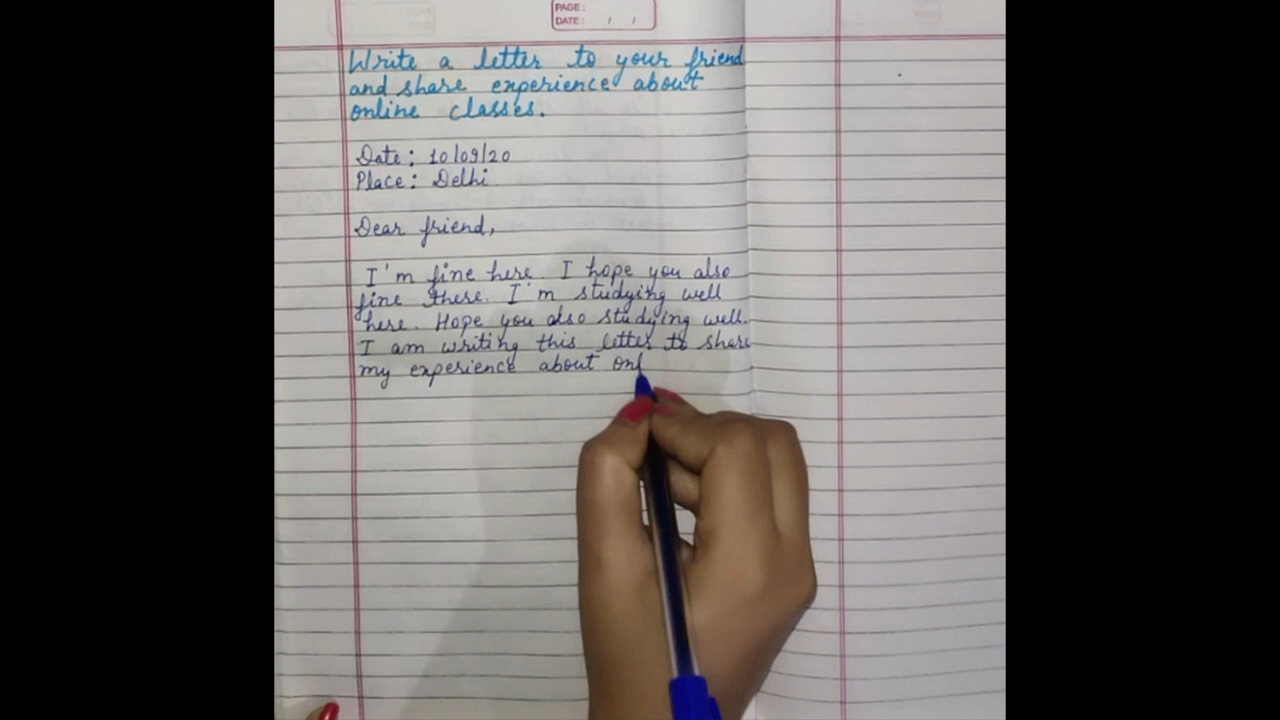 PAGE:
DATE: / /
Write a letter to your friend
and share experience about
online classes.
Date: 10/09/20
Place: Delhi
Dear friend,
I'm fine here. I hope you also
fine there. I'm studying well
here. Hope you also studying well.
I am writing this letter to share
my experience about onl